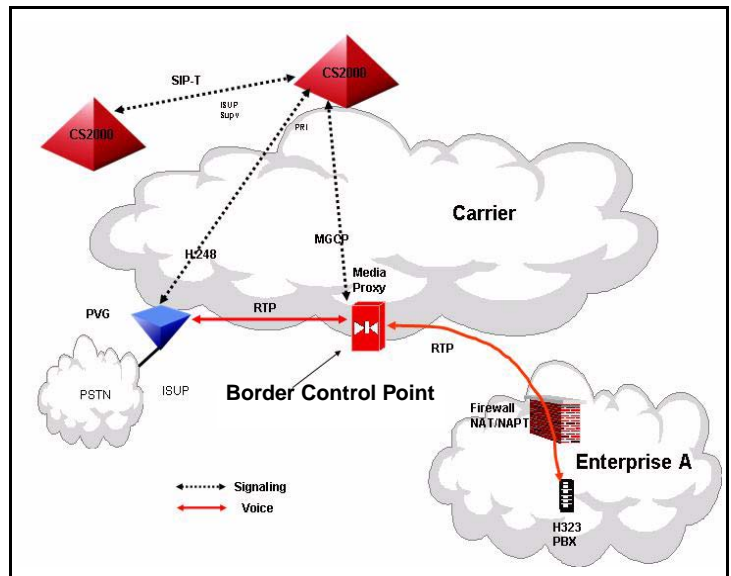 CS2000
SIP-T
CS2000
ISUP
Supv
PRI
Carrier
MGCP
H.248
Media
Proxy
PVG
RTP
RTP
PSTN
ISUP
Border Control Point
Firewall
NAT/NAPT
Enterprise A
Signaling
Voice
H323
PBX